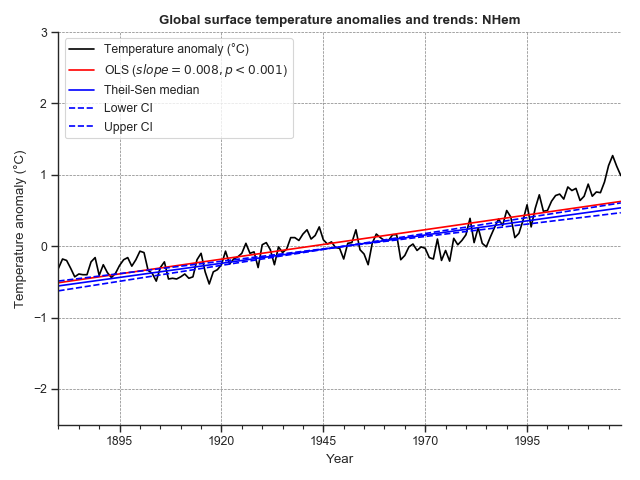 Global surface temperature anomalies and trends: NHem
Temperature anomaly (°C)
OLS (slope = 0.008, p < 0.001)
Theil-Sen median
Lower CI
Upper CI
Temperature anomaly (°C)
3
2
1
0
−1
−2
1895 1920 1945 1970 1995
Year